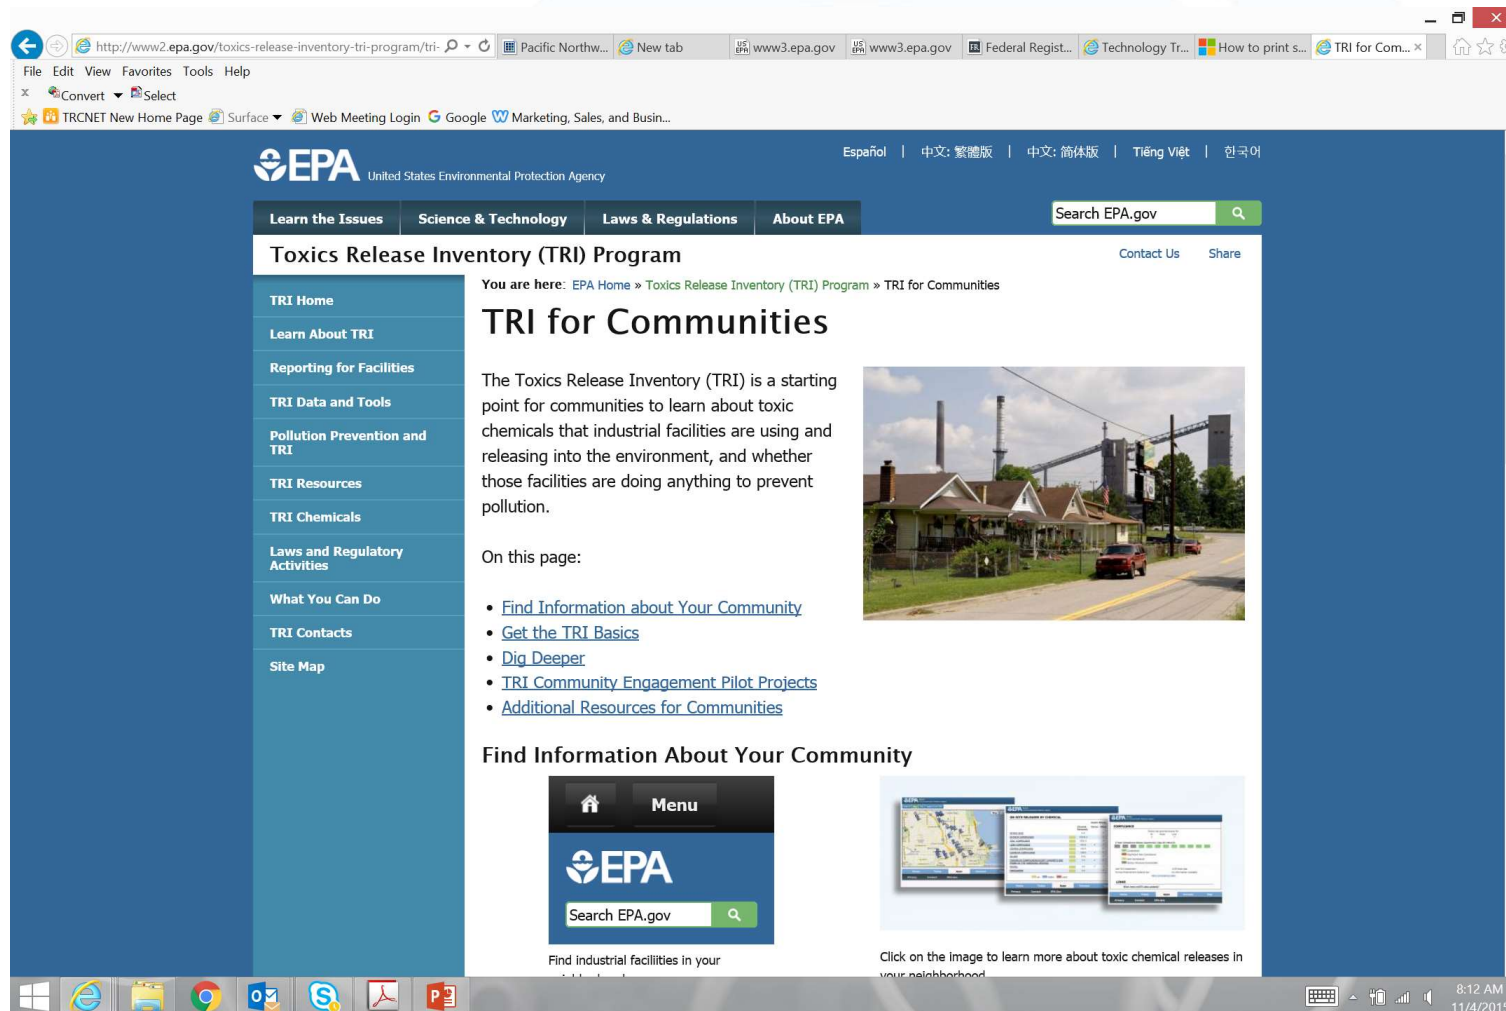 http://www2.epa.gov/toxics-release-inventory-tri-program/tri-
Pacific Northw...
New tab
www3.epa.gov
www3.epa.gov
Federal Regist...
Technology Tr...
How to print s...
TRI for Com...
File Edit View Favorites Tools Help
x Convert Select
TRCNET New Home Page Surface Web Meeting Login Google Marketing, Sales, and Busin...
EPA United States Environmental Protection Agency
Español | 中文: 繁體版 | 中文: 简体版 | Tiếng Việt | 한국어
Learn the Issues Science & Technology Laws & Regulations About EPA
Search EPA.gov
Toxics Release Inventory (TRI) Program
Contact Us Share
TRI Home
Learn About TRI
Reporting for Facilities
TRI Data and Tools
Pollution Prevention and
TRI
TRI Resources
TRI Chemicals
Laws and Regulatory
Activities
What You Can Do
TRI Contacts
Site Map
You are here: EPA Home » Toxics Release Inventory (TRI) Program » TRI for Communities
TRI for Communities
The Toxics Release Inventory (TRI) is a starting
point for communities to learn about toxic
chemicals that industrial facilities are using and
releasing into the environment, and whether
those facilities are doing anything to prevent
pollution.
On this page:
• Find Information about Your Community
• Get the TRI Basics
• Dig Deeper
• TRI Community Engagement Pilot Projects
• Additional Resources for Communities
Find Information About Your Community
Menu
EPA
Search EPA.gov
Find industrial faciliities in your
Click on the image to learn more about toxic chemical releases in
your neighborhood
8:12 AM
11/4/2015